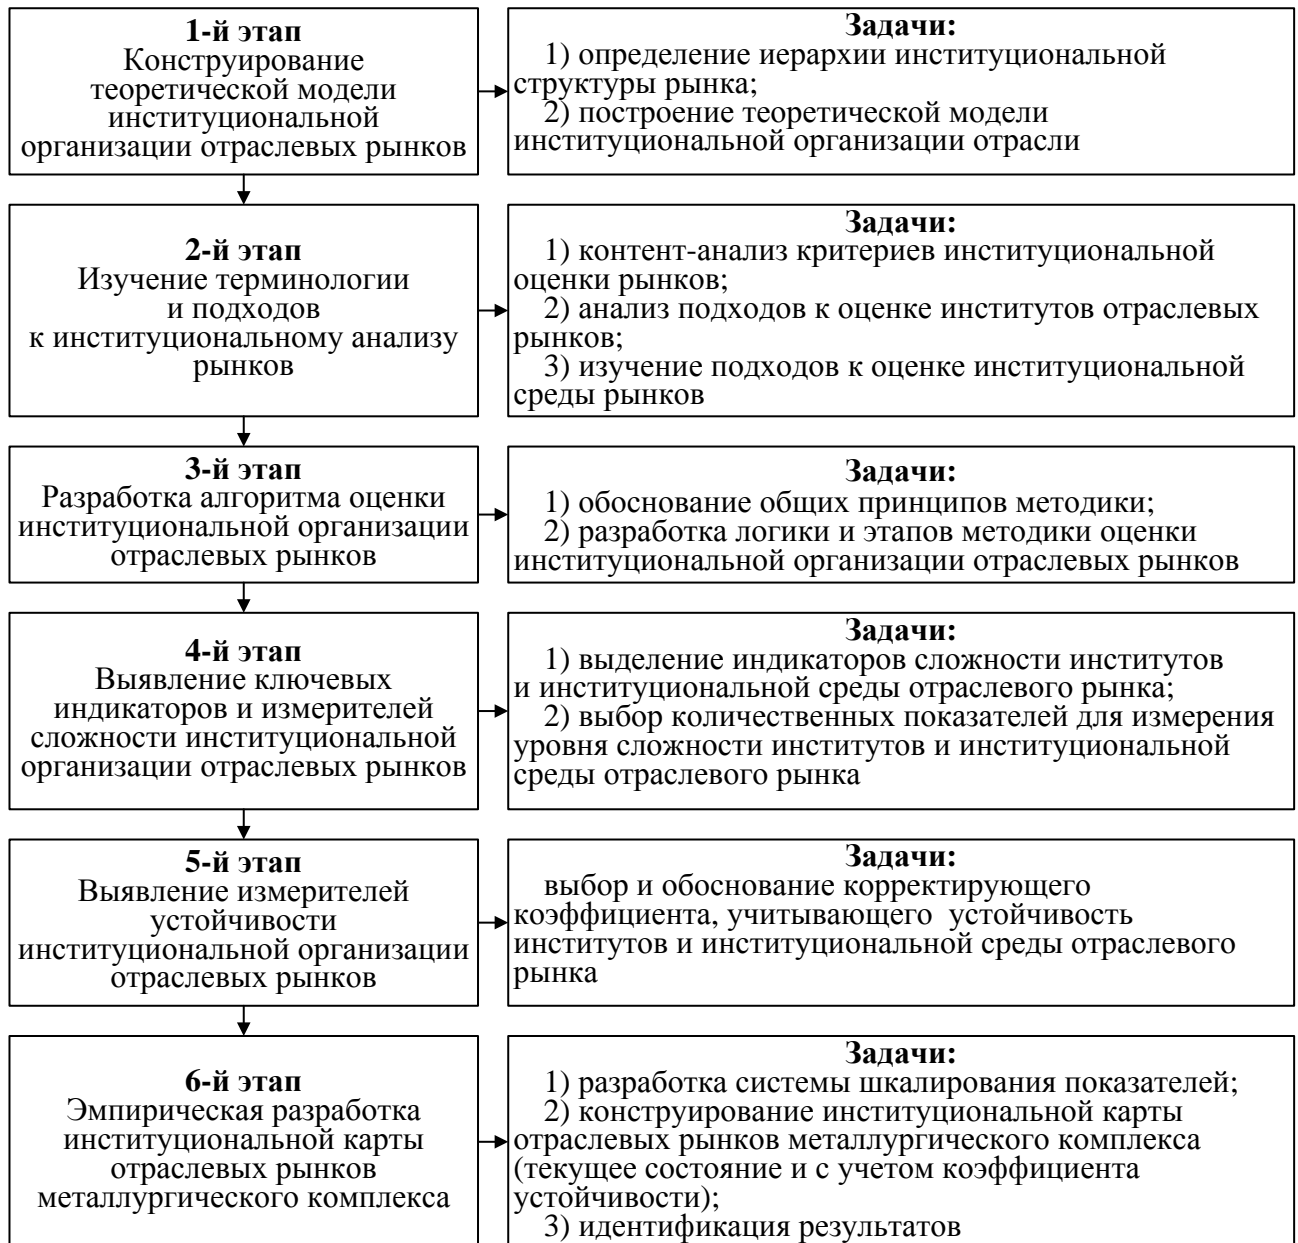 1-й этап
Конструирование
теоретической модели
институциональной
организации отраслевых рынков
Задачи:
1) определение иерархии институциональной
структуры рынка;
2) построение теоретической модели
институциональной организации отрасли
2-й этап
Изучение терминологии
и подходов
к институциональному анализу
рынков
Задачи:
1) контент-анализ критериев институциональной
оценки рынков;
2) анализ подходов к оценке институтов отраслевых
рынков;
3) изучение подходов к оценке институциональной
среды рынков
3-й этап
Разработка алгоритма оценки
институциональной организации
отраслевых рынков
Задачи:
1) обоснование общих принципов методики;
2) разработка логики и этапов методики оценки
институциональной организации отраслевых рынков
4-й этап
Выявление ключевых
индикаторов и измерителей
сложности институциональной
организации отраслевых рынков
Задачи:
1) выделение индикаторов сложности институтов
и институциональной среды отраслевого рынка;
2) выбор количественных показателей для измерения
уровня сложности институтов и институциональной
среды отраслевого рынка
5-й этап
Выявление измерителей
устойчивости
институциональной организации
отраслевых рынков
Задачи:
выбор и обоснование корректирующего
коэффициента, учитывающего устойчивость
институтов и институциональной среды отраслевого
рынка
6-й этап
Эмпирическая разработка
институциональной карты
отраслевых рынков
металлургического комплекса
Задачи:
1) разработка системы шкалирования показателей;
2) конструирование институциональной карты
отраслевых рынков металлургического комплекса
(текущее состояние и с учетом коэффициента
устойчивости);
3) идентификация результатов